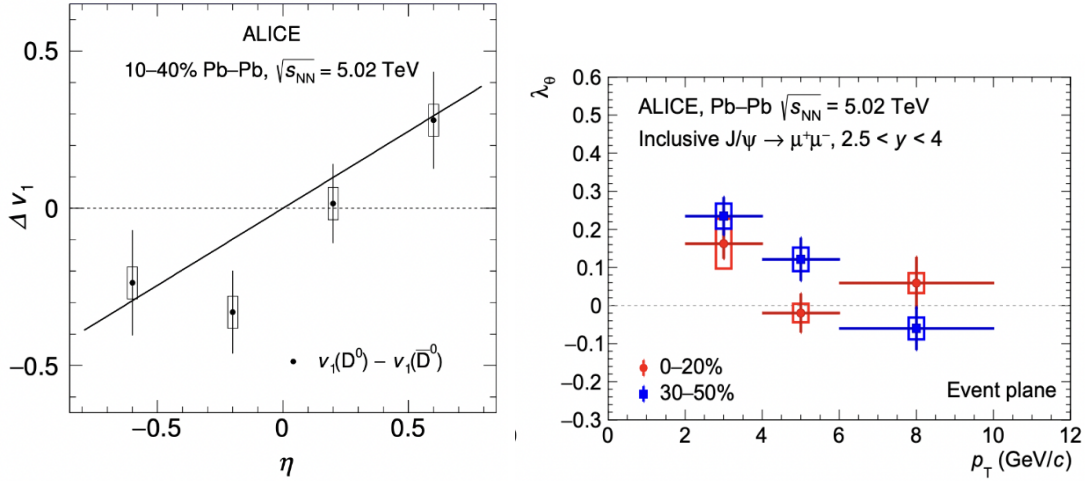 ALICE
10–40% Pb–Pb, √sNN = 5.02 TeV
0.5
0
−0.5
Δ v1
v1(D0) − v1(D̅0)
−0.5
0
0.5
η
λθ
0.6
0.5
0.4
0.3
0.2
0.1
0
−0.1
−0.2
−0.3
ALICE, Pb–Pb √sNN = 5.02 TeV
Inclusive J/ψ → μ+μ−, 2.5 < y < 4
0–20%
30–50%
Event plane
0
2
4
6
8
10
12
pT (GeV/c)